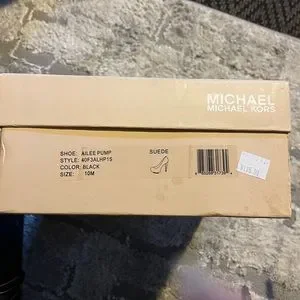 MICHAEL
MICHAEL KORS
SHOE: AILEE PUMP
STYLE: 40F3ALHP1S
COLOR: BLACK
SIZE: 10M
SUEDE